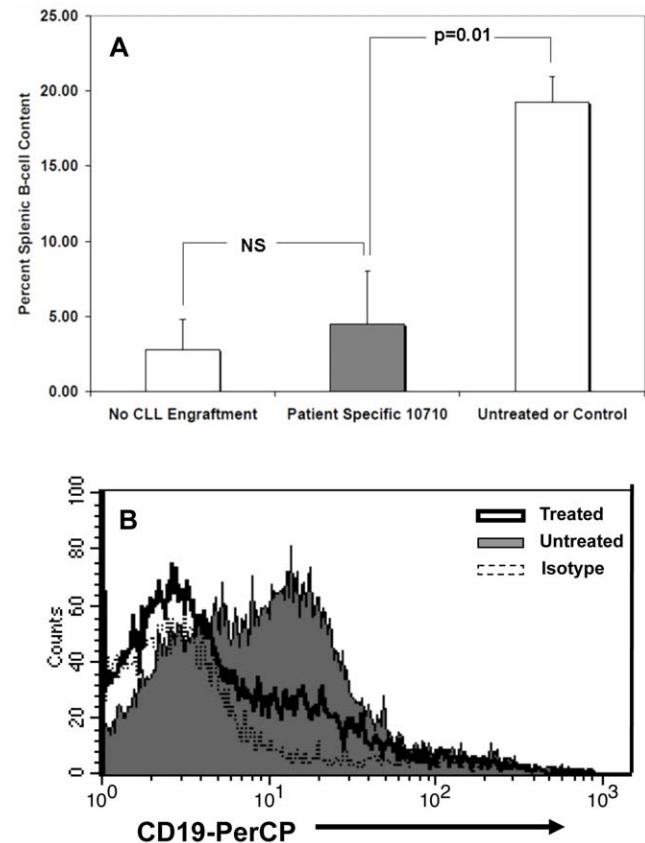 A
25.00
20.00
15.00
10.00
5.00
0.00
Percent Splenic B-cell Content
p=0.01
NS
No CLL Engraftment
Patient Specific 10710
Untreated or Control
B
Treated
Untreated
Isotype
100
80
60
40
20
0
Counts
10⁰
10¹
10²
10³
CD19-PerCP